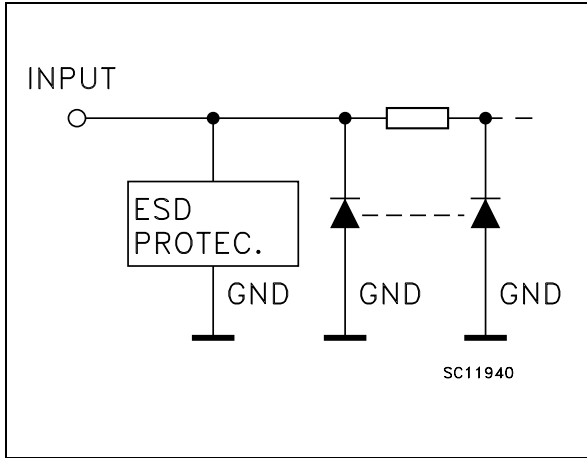 INPUT
ESD
PROTEC.
GND
GND
GND
SC11940